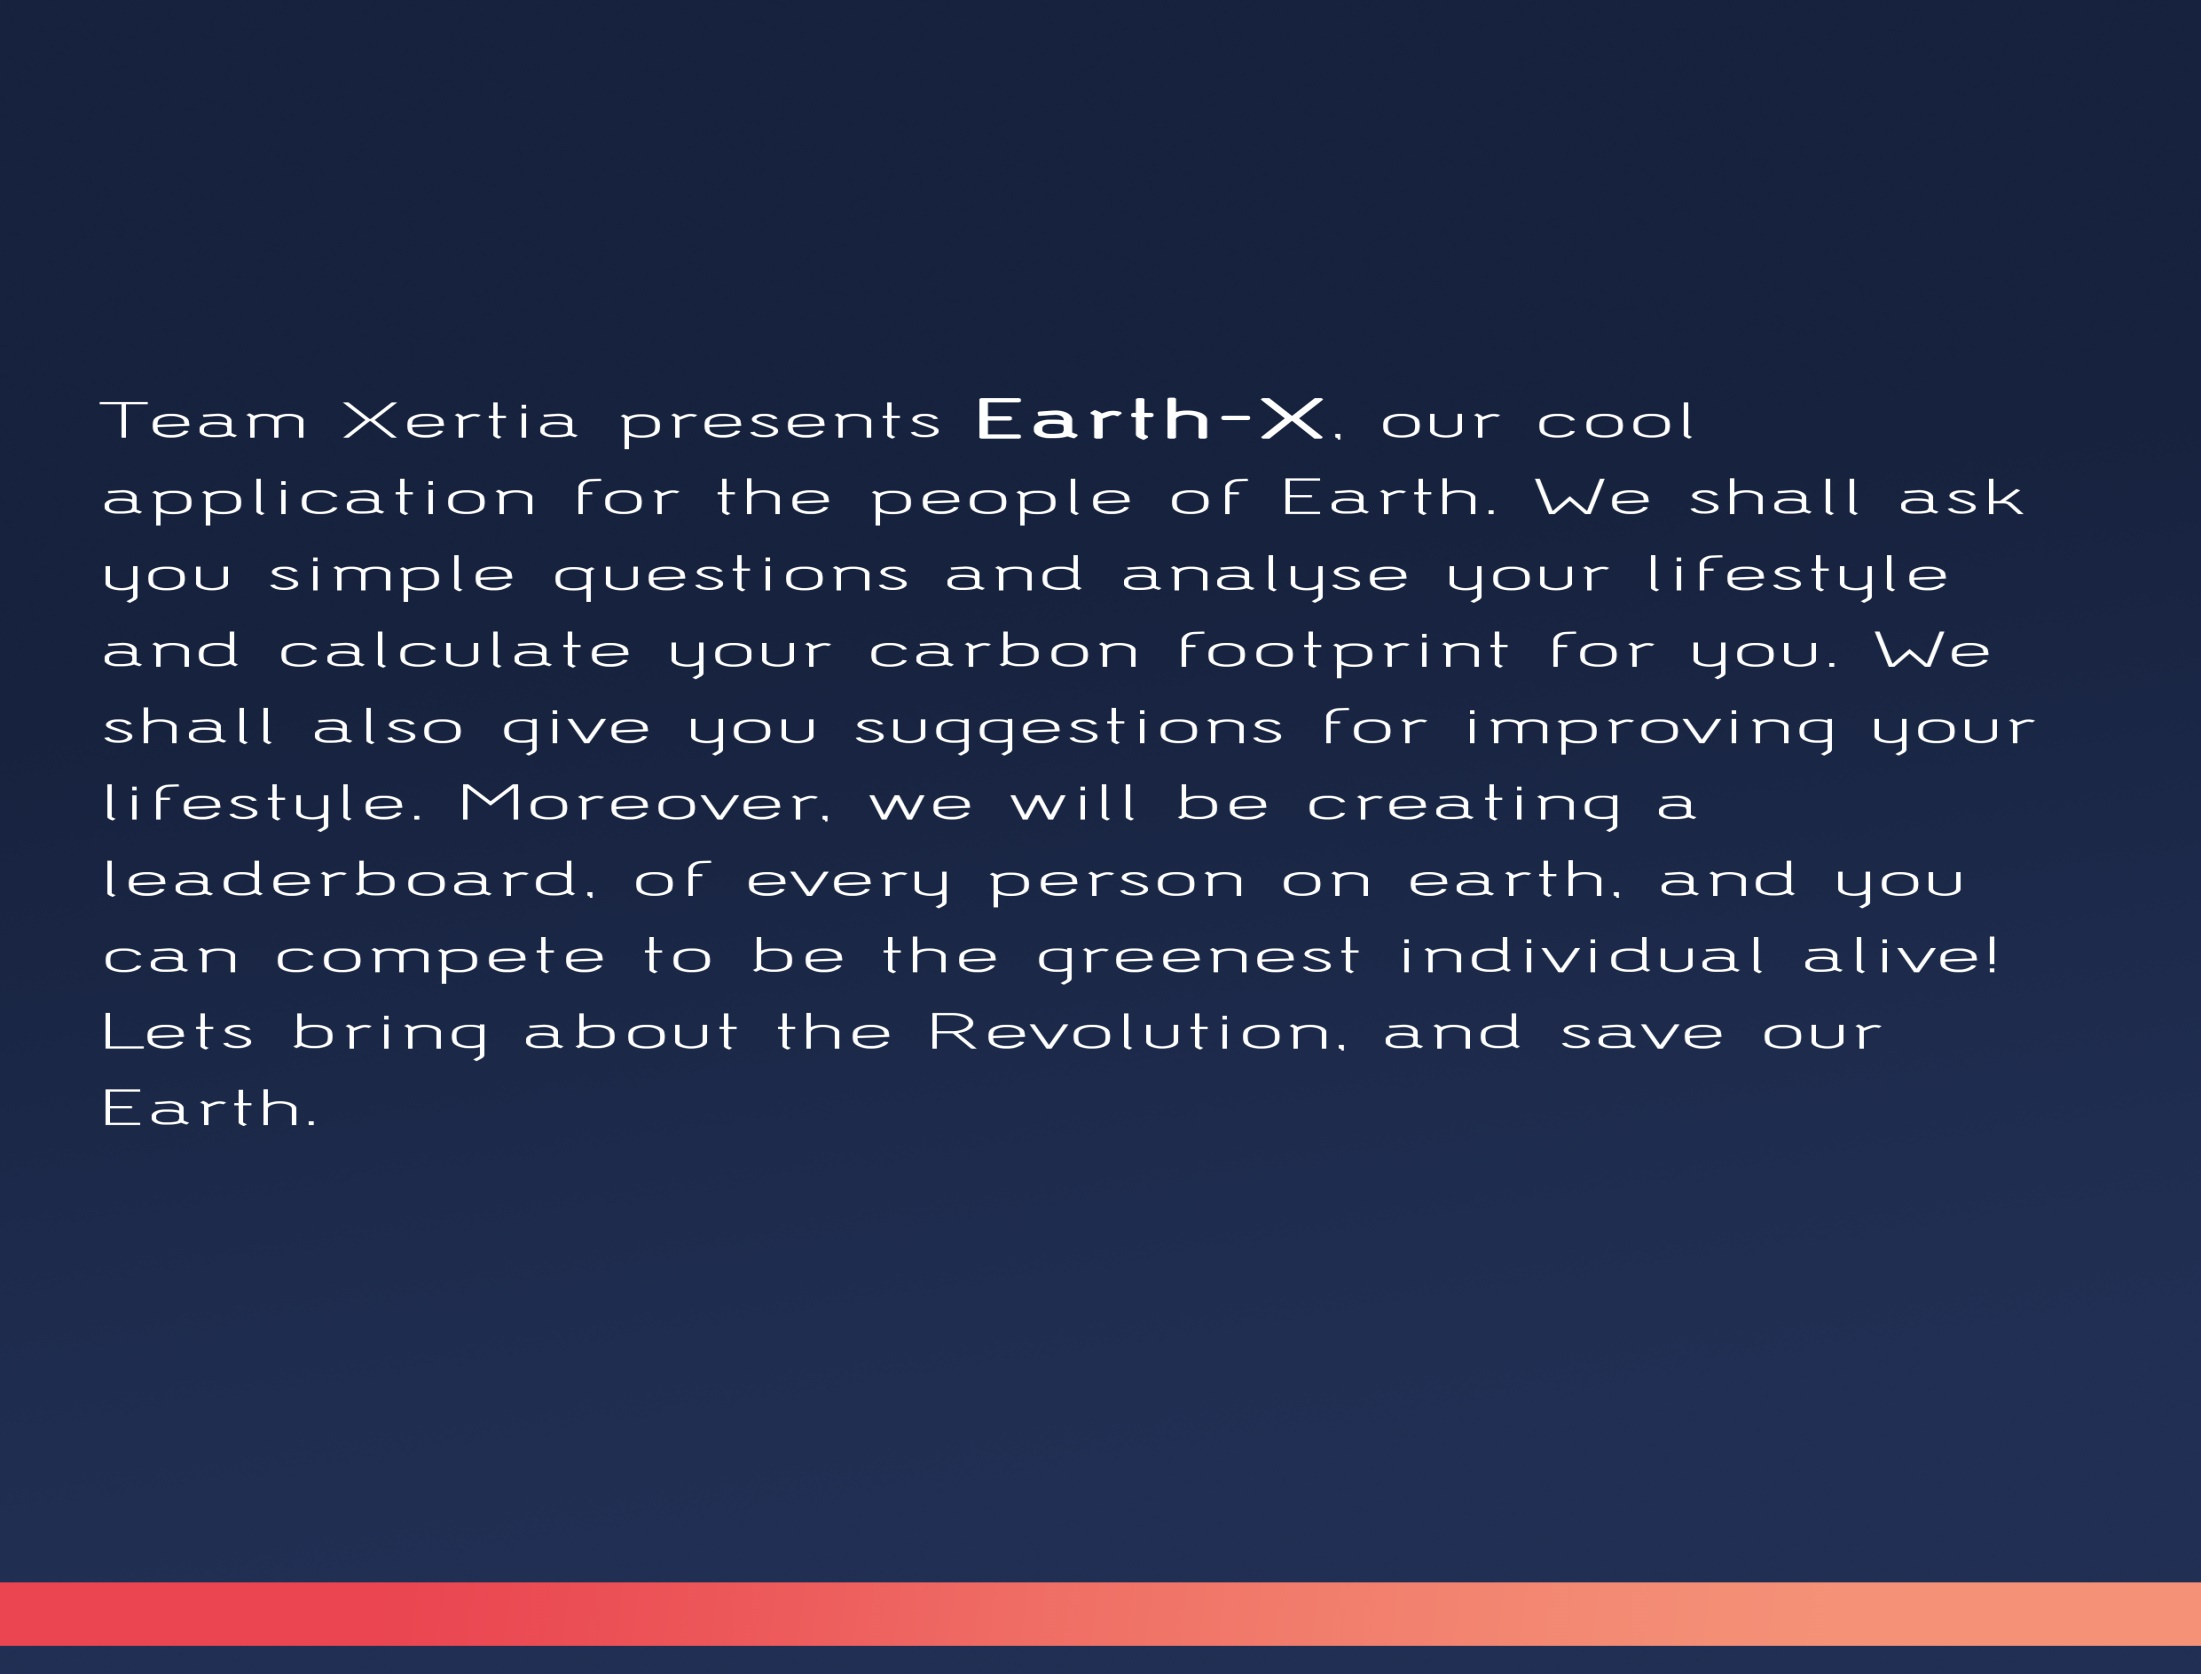 Team Xertia presents Earth-X, our cool
application for the people of Earth. We shall ask
you simple questions and analyse your lifestyle
and calculate your carbon footprint for you. We
shall also give you suggestions for improving your
lifestyle. Moreover, we will be creating a
leaderboard, of every person on earth, and you
can compete to be the greenest individual alive!
Lets bring about the Revolution, and save our
Earth.